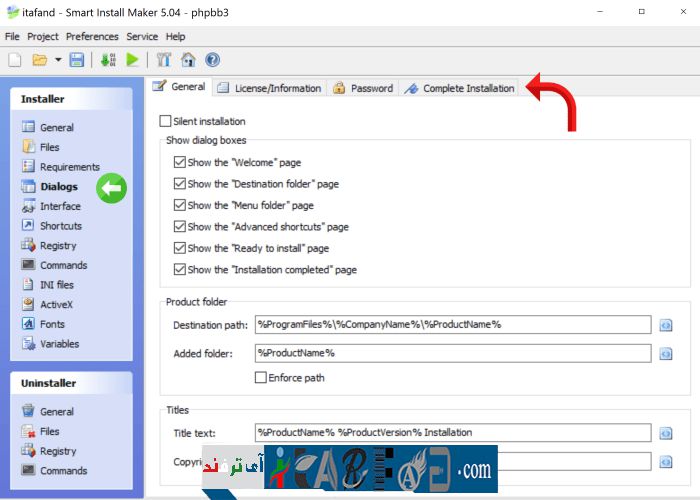 itafand - Smart Install Maker 5.04 - phpbb3
File Project Preferences Service Help
Installer
General
Files
Requirements
Dialogs
Interface
Shortcuts
Registry
Commands
INI files
ActiveX
Fonts
Variables
Uninstaller
General
Files
Registry
Commands
General License/Information Password Complete Installation
Silent installation
Show dialog boxes
Show the "Welcome" page
Show the "Destination folder" page
Show the "Menu folder" page
Show the "Advanced shortcuts" page
Show the "Ready to install" page
Show the "Installation completed" page
Product folder
Destination path: %ProgramFiles%\%CompanyName%\%ProductName%
Added folder: %ProductName%
Enforce path
Titles
Title text: %ProductName% %ProductVersion% Installation
آی ترفند
.com